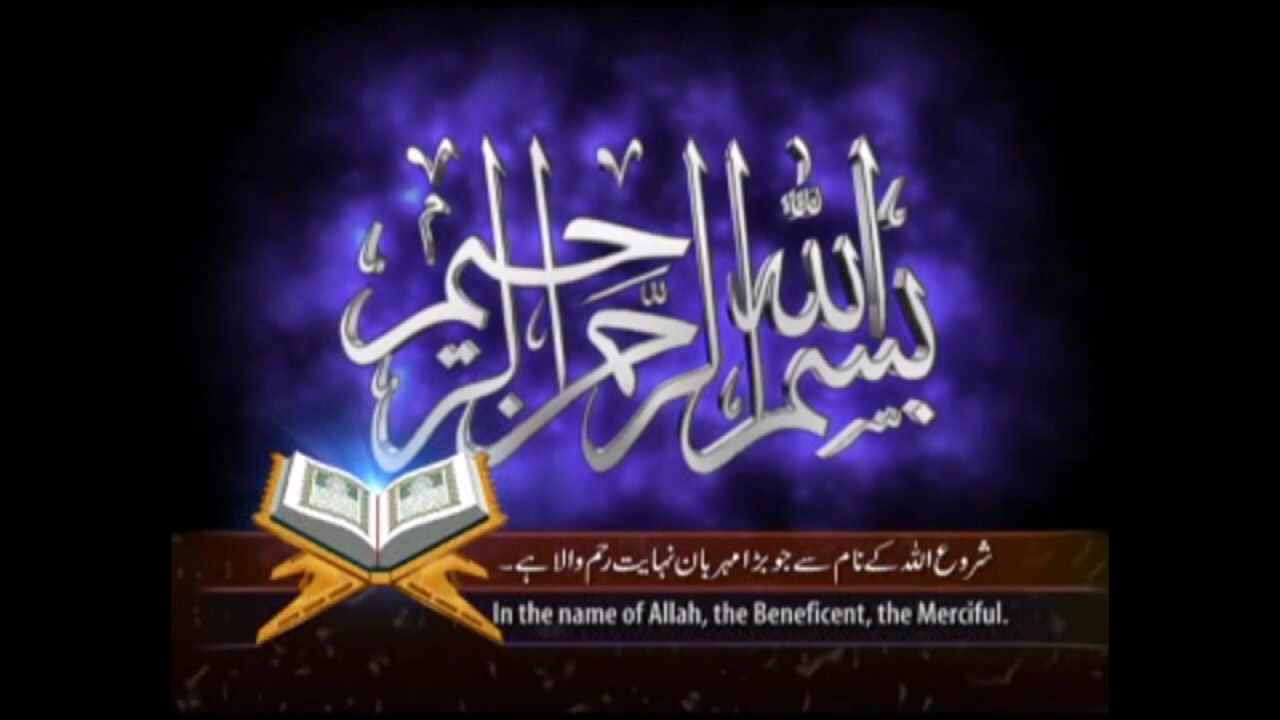 بسم الله الرحمن الرحيم
شروع اللہ کے نام سے جو بڑا مہربان نہایت رحم والا ہے۔
In the name of Allah, the Beneficent, the Merciful.